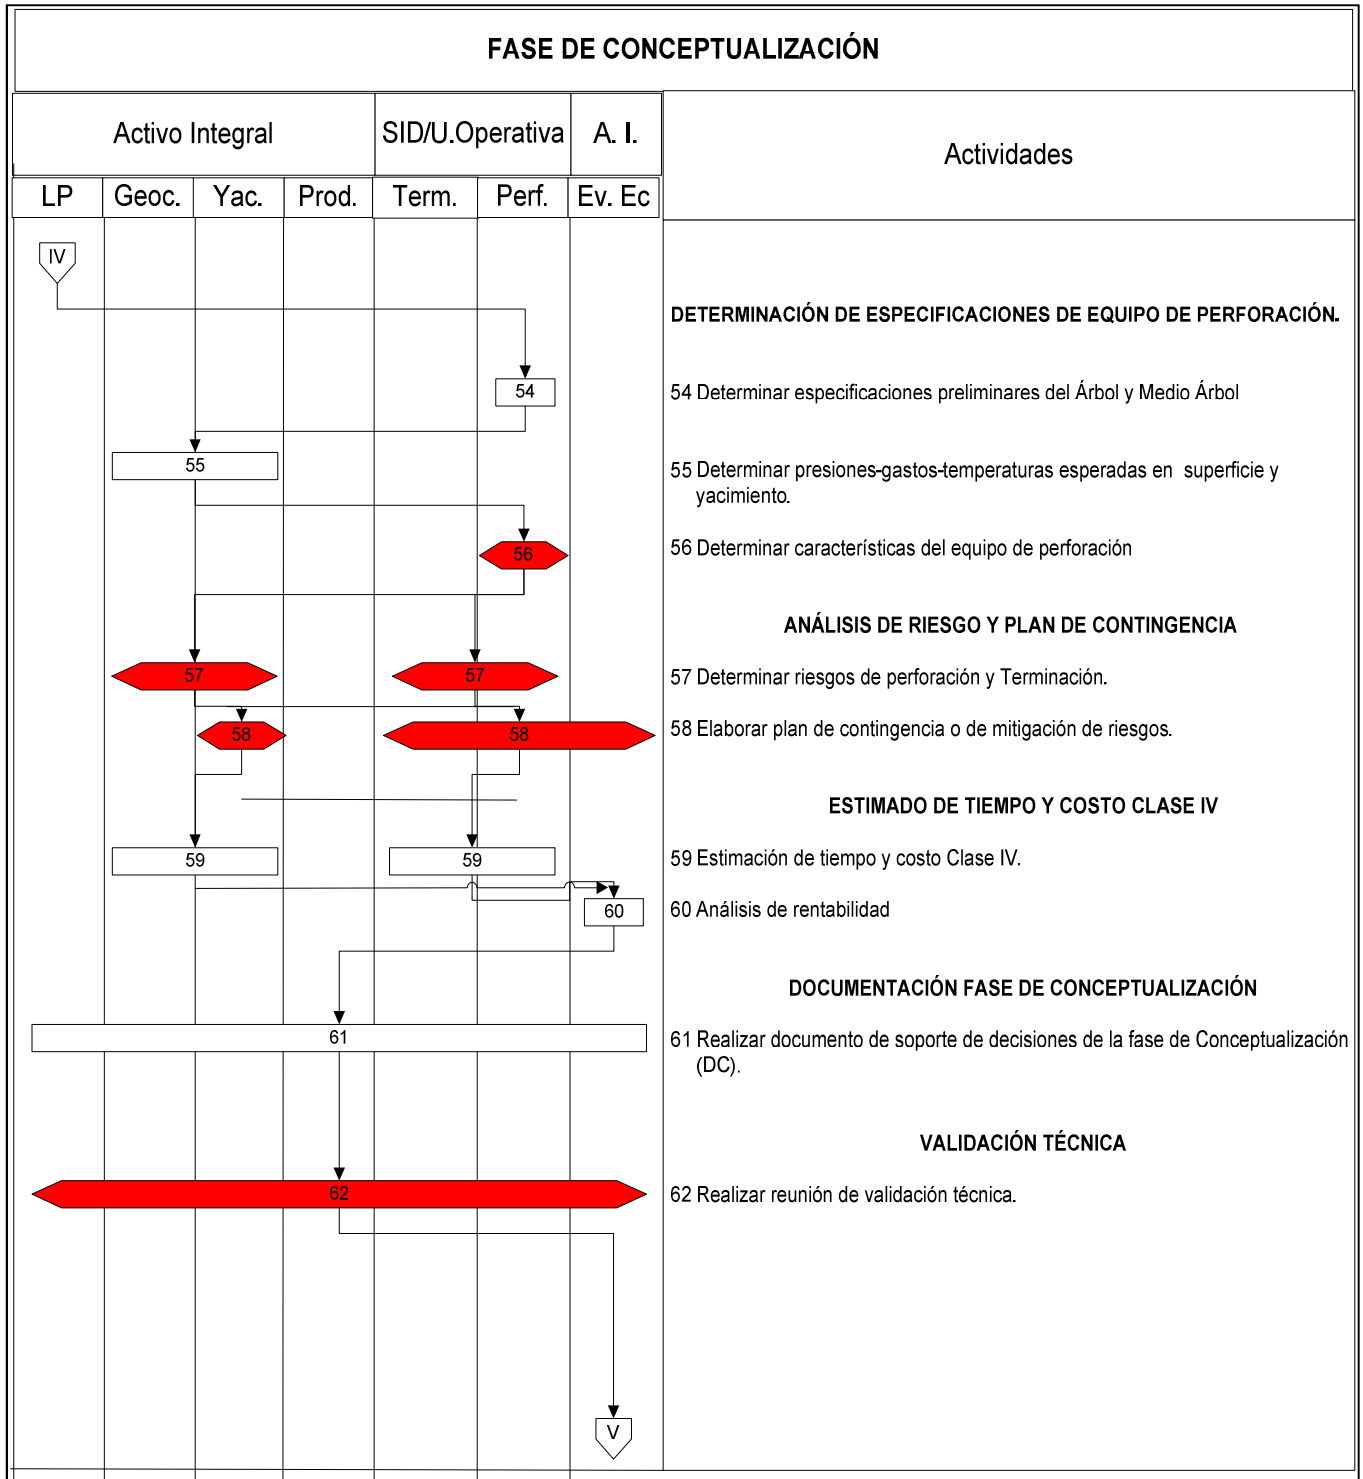 FASE DE CONCEPTUALIZACIÓN
Activo Integral
SID/U.Operativa
A. I.
Actividades
LP
Geoc.
Yac.
Prod.
Term.
Perf.
Ev. Ec
IV
DETERMINACIÓN DE ESPECIFICACIONES DE EQUIPO DE PERFORACIÓN.
54
54 Determinar especificaciones preliminares del Árbol y Medio Árbol
55
55 Determinar presiones-gastos-temperaturas esperadas en superficie y
yacimiento.
56
56 Determinar características del equipo de perforación
ANÁLISIS DE RIESGO Y PLAN DE CONTINGENCIA
57
57
57 Determinar riesgos de perforación y Terminación.
58
58
58 Elaborar plan de contingencia o de mitigación de riesgos.
ESTIMADO DE TIEMPO Y COSTO CLASE IV
59
59
59 Estimación de tiempo y costo Clase IV.
60
60 Análisis de rentabilidad
DOCUMENTACIÓN FASE DE CONCEPTUALIZACIÓN
61
61 Realizar documento de soporte de decisiones de la fase de Conceptualización
(DC).
VALIDACIÓN TÉCNICA
62
62 Realizar reunión de validación técnica.
V